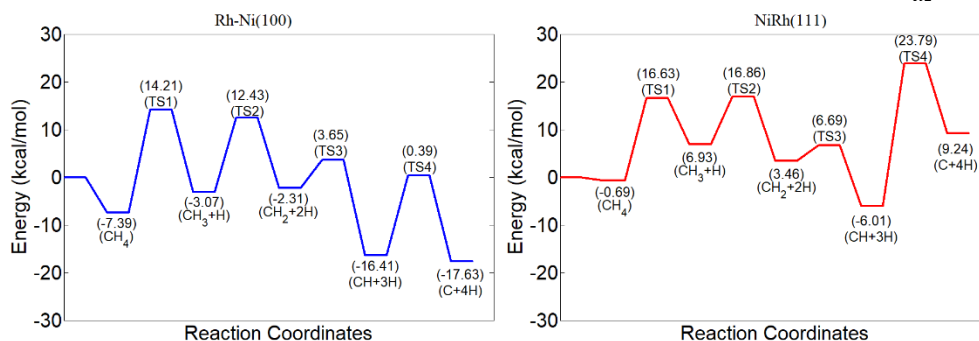 Rh-Ni(100)
Energy (kcal/mol)
30
20
10
0
-10
-20
-30
(-7.39)
(CH4)
(14.21)
(TS1)
(-3.07)
(CH3+H)
(12.43)
(TS2)
(-2.31)
(CH2+2H)
(3.65)
(TS3)
(-16.41)
(CH+3H)
(0.39)
(TS4)
(-17.63)
(C+4H)
Reaction Coordinates
NiRh(111)
Energy (kcal/mol)
30
20
10
0
-10
-20
-30
(-0.69)
(CH4)
(16.63)
(TS1)
(6.93)
(CH3+H)
(16.86)
(TS2)
(3.46)
(CH2+2H)
(6.69)
(TS3)
(-6.01)
(CH+3H)
(23.79)
(TS4)
(9.24)
(C+4H)
Reaction Coordinates